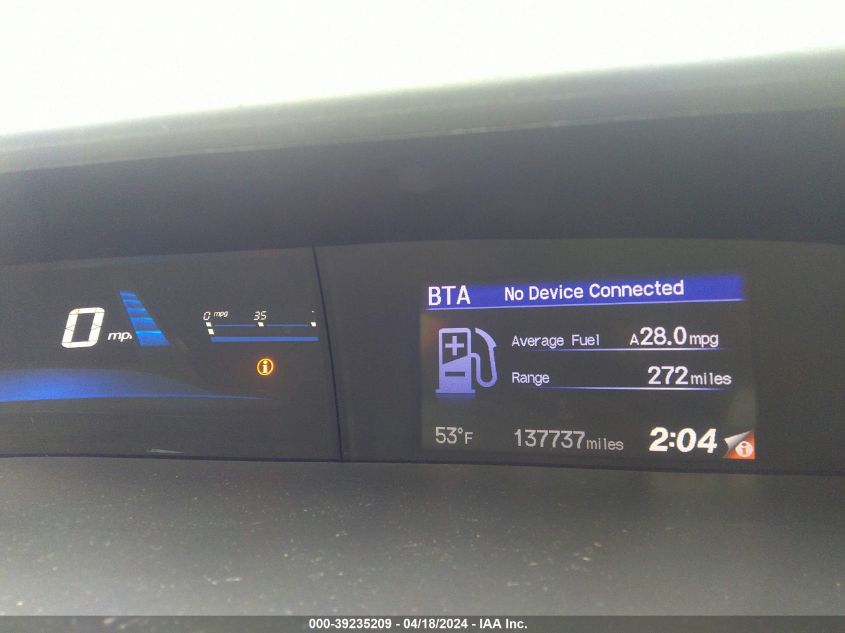 BTA No Device Connected
0 mph
0 mpg 35
Average Fuel A28.0mpg
Range 272miles
53°F 137737miles 2:04
000-39235209 - 04/18/2024 - IAA Inc.